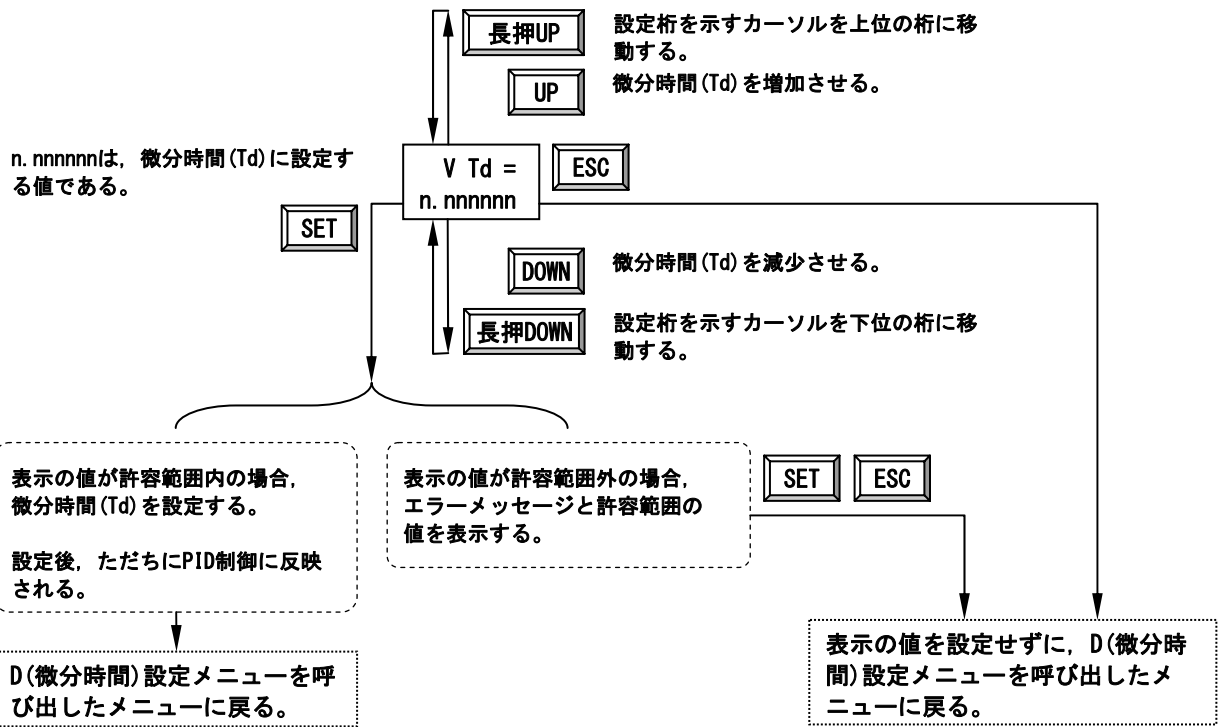 長押UP
設定桁を示すカーソルを上位の桁に移
動する。
UP
微分時間(Td)を増加させる。
n.nnnnnnは，微分時間(Td)に設定す
る値である。
V Td =
n.nnnnnn
ESC
SET
DOWN
微分時間(Td)を減少させる。
長押DOWN
設定桁を示すカーソルを下位の桁に移
動する。
表示の値が許容範囲内の場合，
微分時間(Td)を設定する。
設定後，ただちにPID制御に反映
される。
表示の値が許容範囲外の場合，
エラーメッセージと許容範囲の
値を表示する。
SET
ESC
D(微分時間)設定メニューを呼
び出したメニューに戻る。
表示の値を設定せずに，D(微分時
間)設定メニューを呼び出したメ
ニューに戻る。